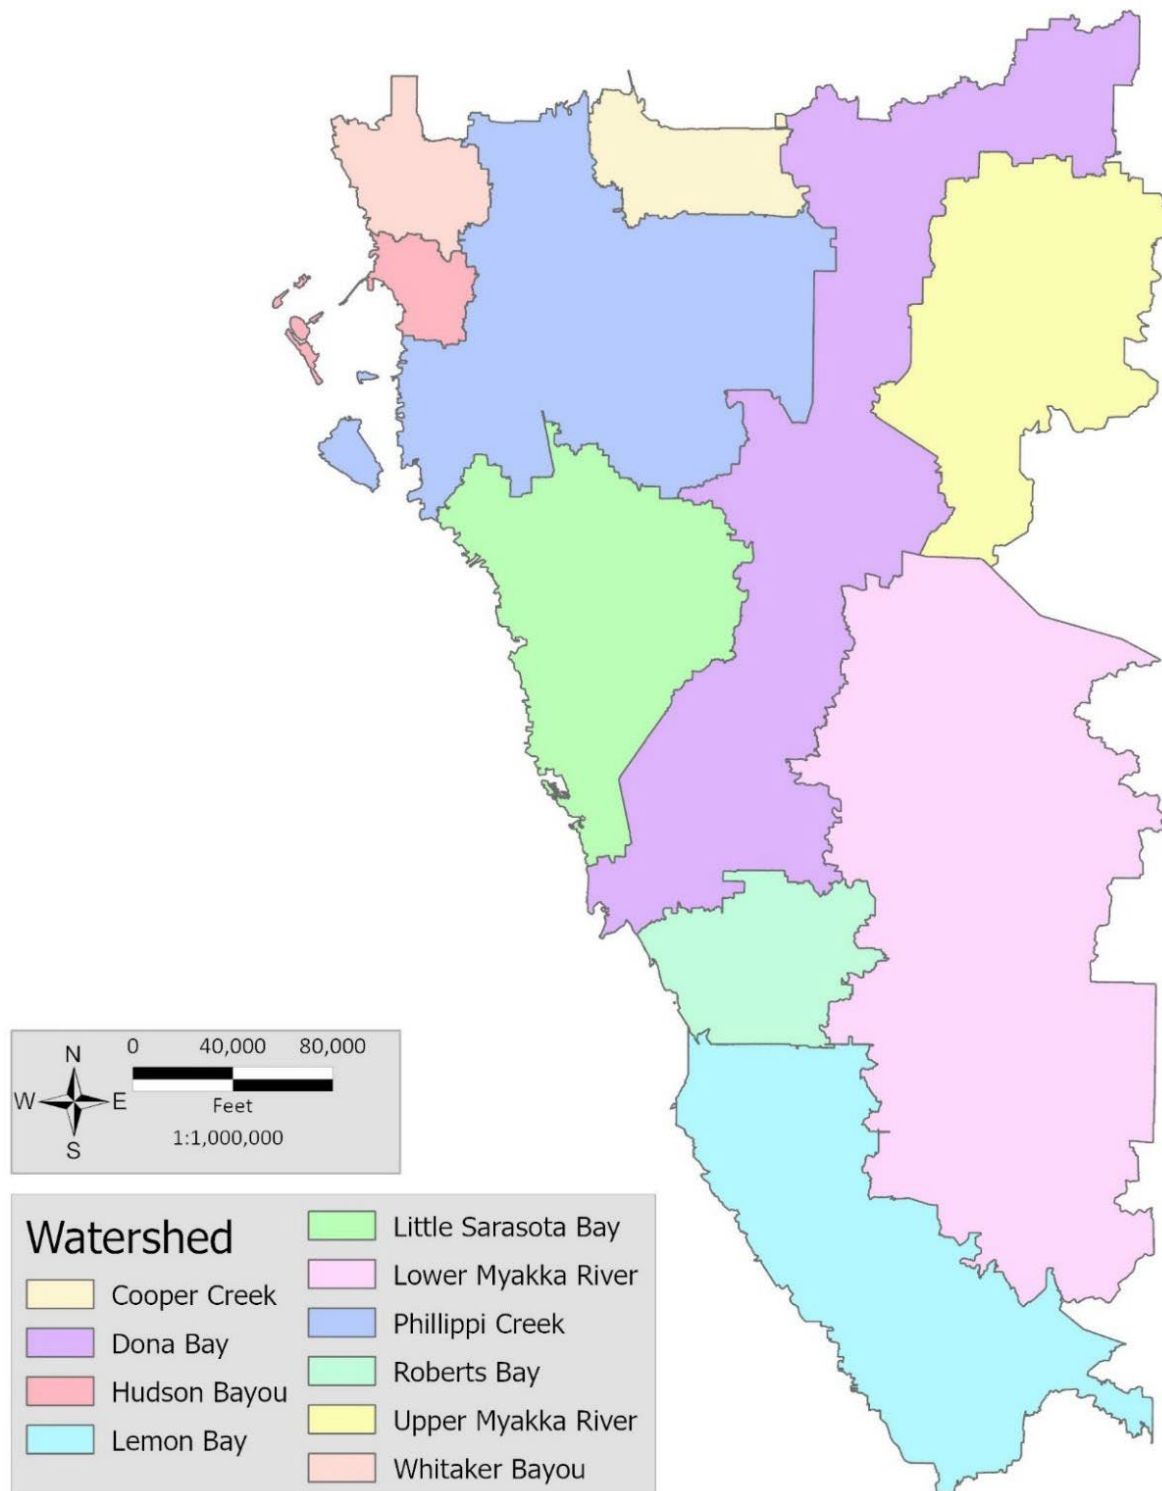 0 40,000 80,000
N
W E
S
Feet
1:1,000,000
Watershed
Cooper Creek
Dona Bay
Hudson Bayou
Lemon Bay
Little Sarasota Bay
Lower Myakka River
Phillippi Creek
Roberts Bay
Upper Myakka River
Whitaker Bayou